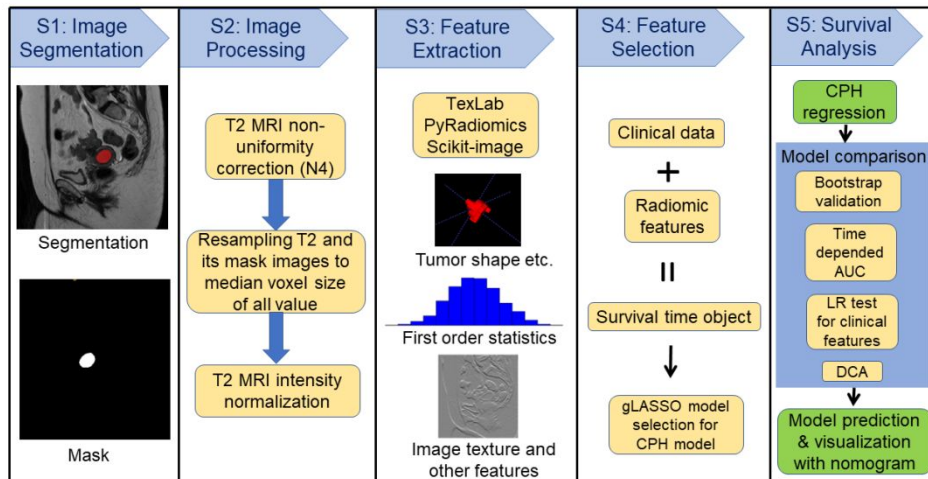 S1: Image
Segmentation
Segmentation
Mask
S2: Image
Processing
T2 MRI non-
uniformity
correction (N4)
Resampling T2 and
its mask images to
median voxel size
of all value
T2 MRI intensity
normalization
S3: Feature
Extraction
TexLab
PyRadiomics
Scikit-image
Tumor shape etc.
First order statistics
Image texture and
other features
S4: Feature
Selection
Clinical data
+
Radiomic
features
=
Survival time object
gLASSO model
selection for
CPH model
S5: Survival
Analysis
CPH
regression
Model comparison
Bootstrap
validation
Time
depended
AUC
LR test
for clinical
features
DCA
Model prediction
& visualization
with nomogram